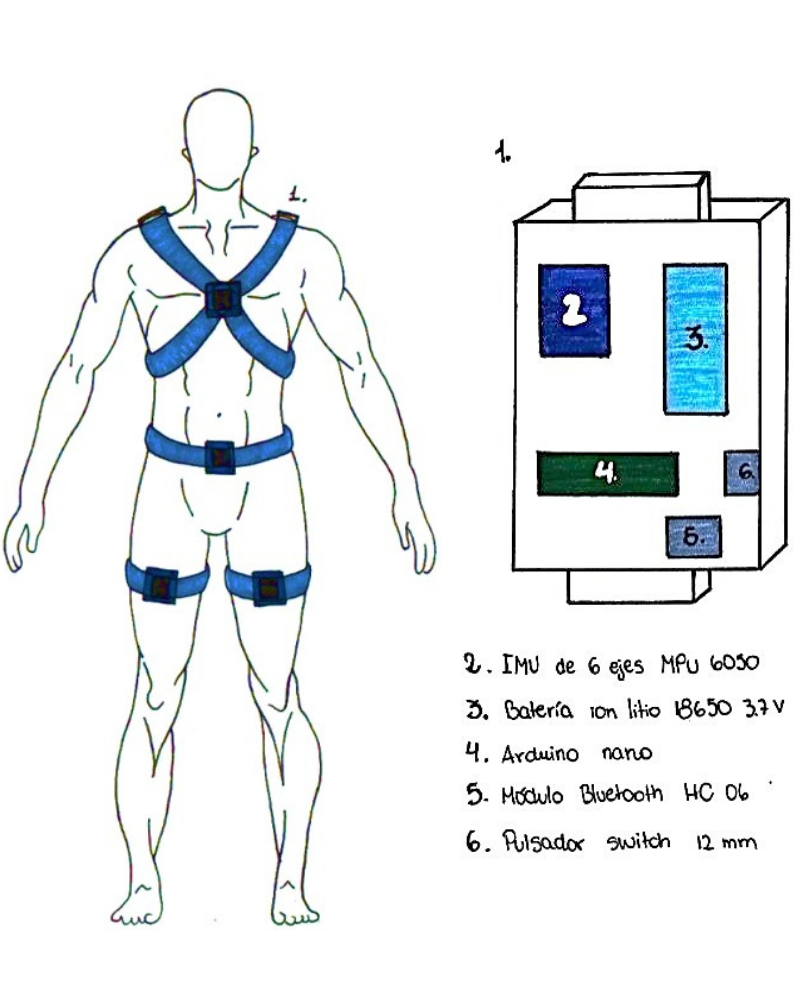 1.
1.
2
3.
4.
6.
5.
2. IMU de 6 ejes MPU 6050
3. Batería ion litio 18650 3.7 V
4. Arduino nano
5. Módulo Bluetooth HC 06
6. Pulsador switch 12 mm